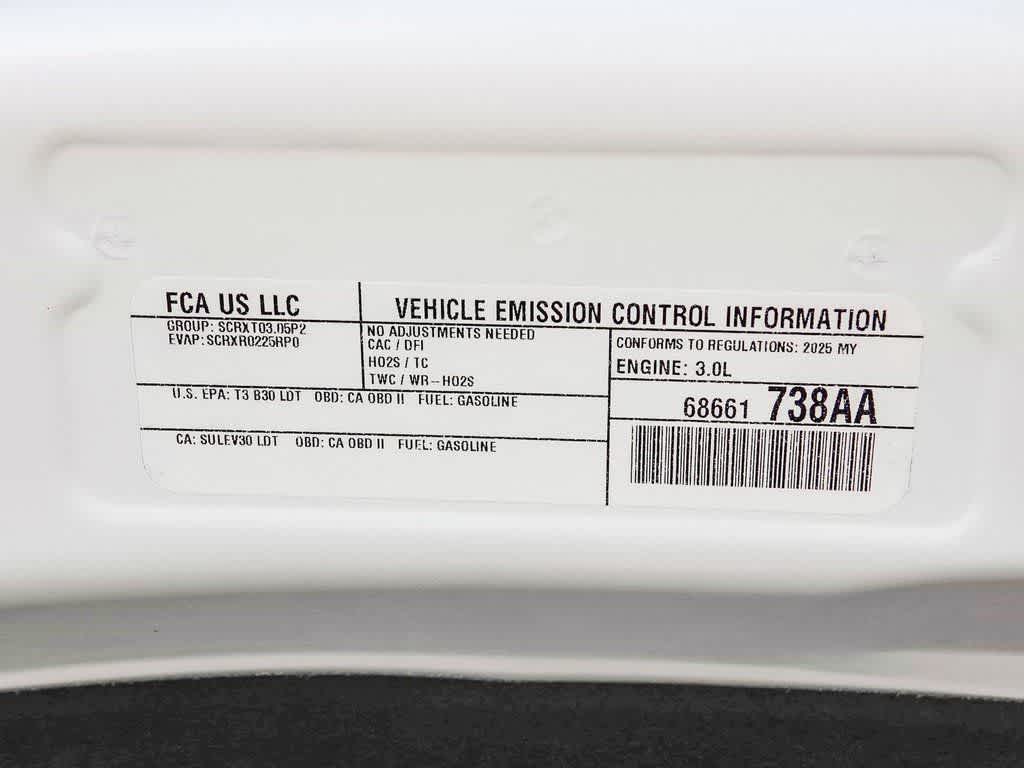 FCA US LLC
VEHICLE EMISSION CONTROL INFORMATION
GROUP: SCRXT03.05P2
EVAP: SCRXR0225RP0
NO ADJUSTMENTS NEEDED
CAC / DFI
HO2S / TC
TWC / WR-HO2S
CONFORMS TO REGULATIONS: 2025 MY
ENGINE: 3.0L
U.S. EPA: T3 B30 LDT OBD: CA OBD II FUEL: GASOLINE
68661 738AA
CA: SULEV30 LDT OBD: CA OBD II FUEL: GASOLINE